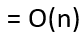 = O(n)